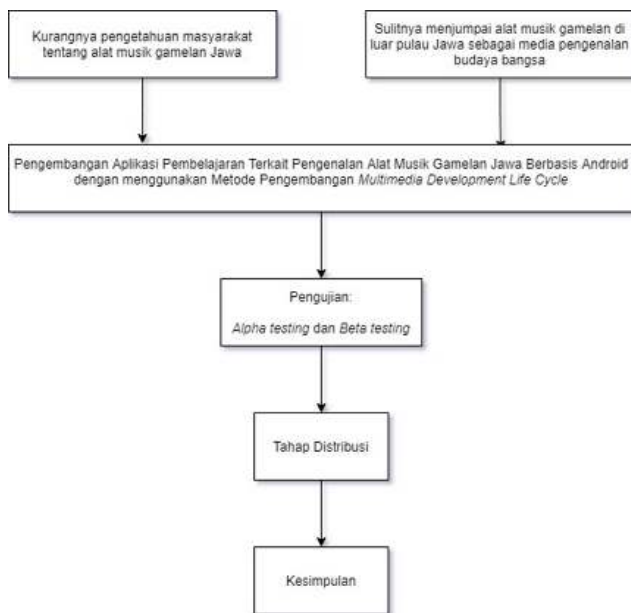 Kurangnya pengetahuan masyarakat
tentang alat musik gamelan Jawa
Sulitnya menjumpai alat musik gamelan di
luar pulau Jawa sebagai media pengenalan
budaya bangsa
Pengembangan Aplikasi Pembelajaran Terkait Pengenalan Alat Musik Gamelan Jawa Berbasis Android
dengan menggunakan Metode Pengembangan Multimedia Development Life Cycle
Pengujian:
Alpha testing dan Beta testing
Tahap Distribusi
Kesimpulan